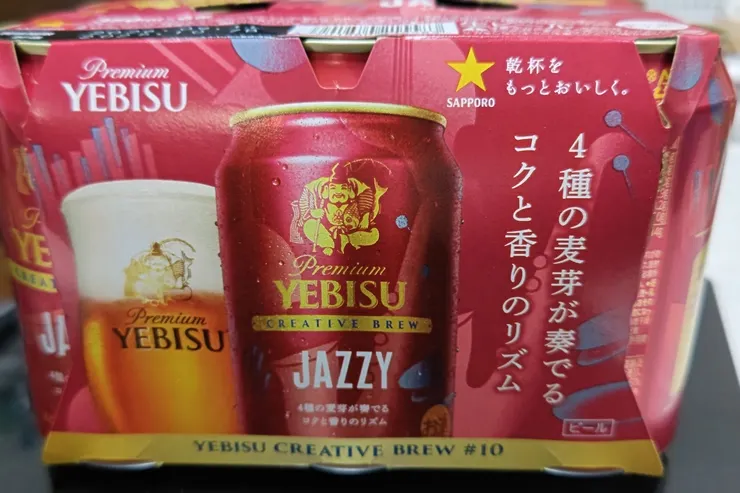 Premium
YEBISU
SAPPORO
乾杯を
もっとおいしく。
4種の麦芽が奏でる
コクと香りのリズム
Premium
YEBISU
Premium
YEBISU
CREATIVE BREW
JAZZY
4種の麦芽が奏でる
コクと香りのリズム
ビール
YEBISU CREATIVE BREW #10